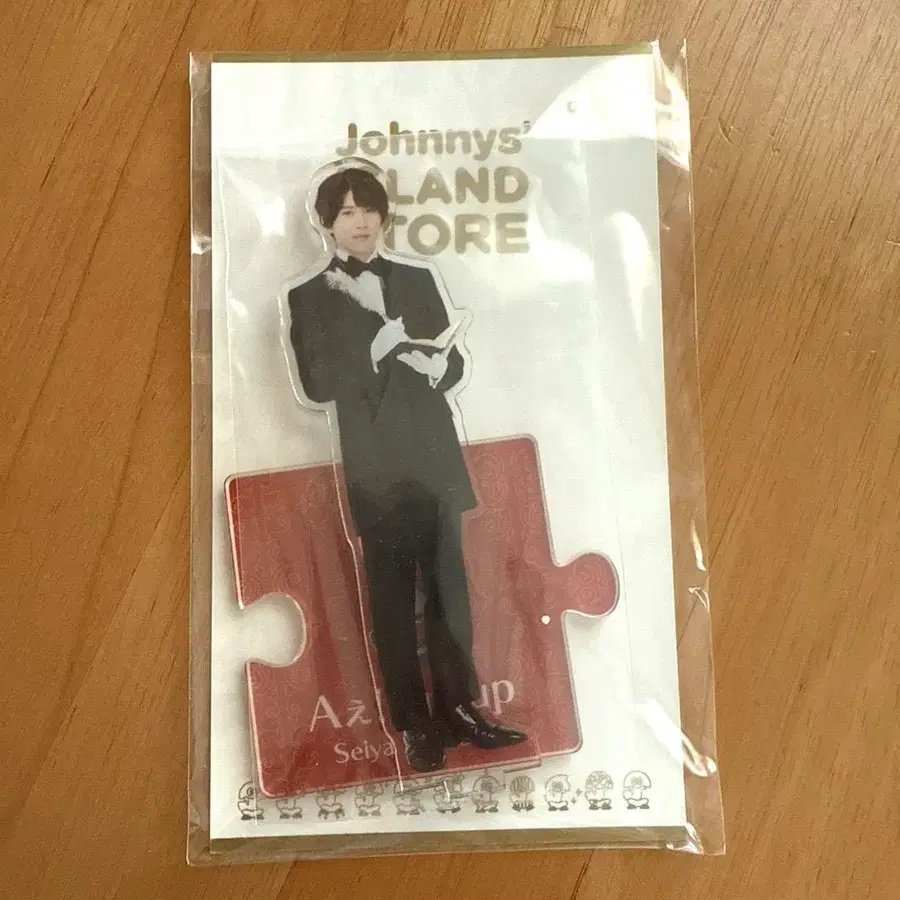 Johnnys'
LAND
TORE
Aぇ up
Seiya